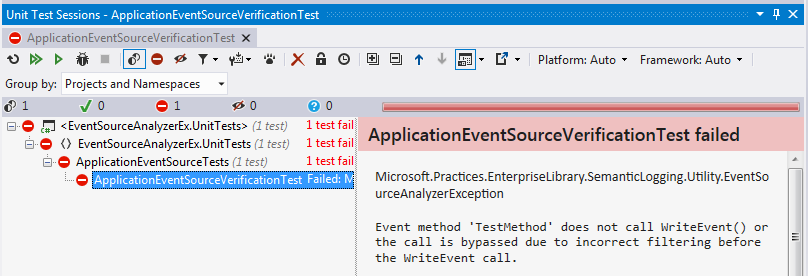 Unit Test Sessions - ApplicationEventSourceVerificationTest
ApplicationEventSourceVerificationTest
Platform: Auto Framework: Auto
Group by: Projects and Namespaces
1 0 1 0 0
<EventSourceAnalyzerEx.UnitTests> (1 test) 1 test fail
EventSourceAnalyzerEx.UnitTests (1 test) 1 test fail
ApplicationEventSourceTests (1 test) 1 test fail
ApplicationEventSourceVerificationTest Failed: M
ApplicationEventSourceVerificationTest failed
Microsoft.Practices.EnterpriseLibrary.SemanticLogging.Utility.EventSo
urceAnalyzerException
Event method 'TestMethod' does not call WriteEvent() or
the call is bypassed due to incorrect filtering before
the WriteEvent call.